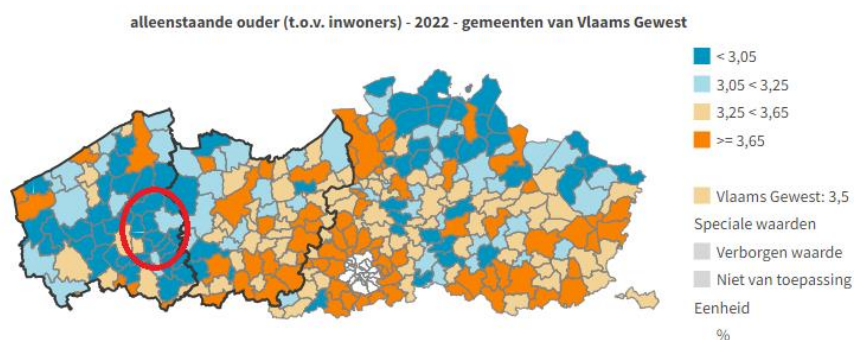 alleenstaande ouder (t.o.v. inwoners) - 2022 - gemeenten van Vlaams Gewest
< 3,05
3,05 < 3,25
3,25 < 3,65
>= 3,65
Vlaams Gewest: 3,5
Speciale waarden
Verborgen waarde
Niet van toepassing
Eenheid
%